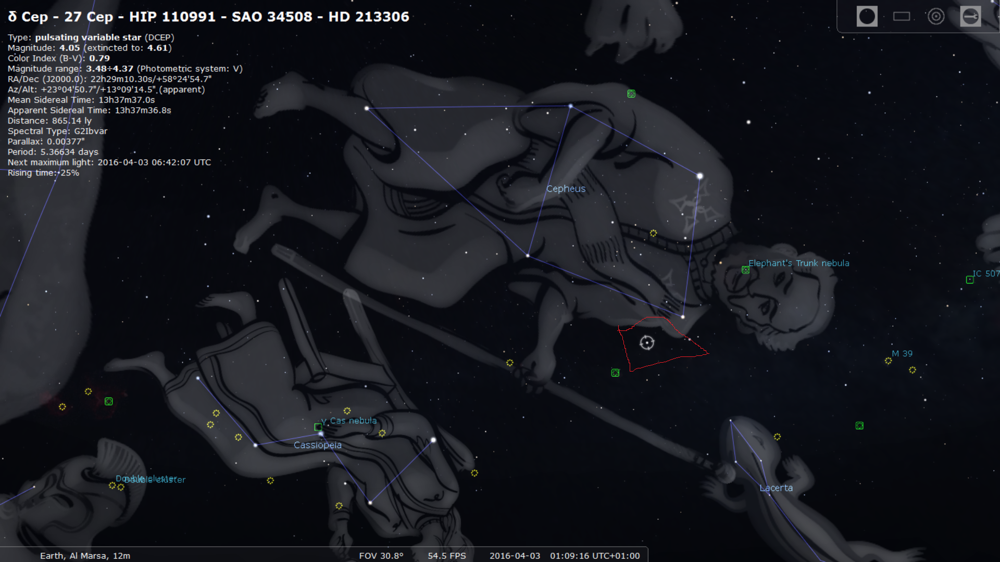 δ Cep - 27 Cep - HIP 110991 - SAO 34508 - HD 213306
Type: pulsating variable star (DCEP)
Magnitude: 4.05 (extincted to: 4.61)
Color Index (B-V): 0.79
Magnitude range: 3.48÷4.37 (Photometric system: V)
RA/Dec (J2000.0): 22h29m10.30s/+58°24'54.7"
Az/Alt: +23°04'50.7"/+13°09'14.5" (apparent)
Mean Sidereal Time: 13h37m37.0s
Apparent Sidereal Time: 13h37m36.8s
Distance: 865.14 ly
Spectral Type: G2Ibvar
Parallax: 0.00377"
Period: 5.36634 days
Next maximum light: 2016-04-03 06:42:07 UTC
Rising time: 25%
Cepheus
Elephant's Trunk nebula
IC 507
M 39
γ Cas nebula
Cassiopeia
Double cluster
Double cluster
Lacerta
Earth, Al Marsa, 12m FOV 30.8° 54.5 FPS 2016-04-03 01:09:16 UTC+01:00